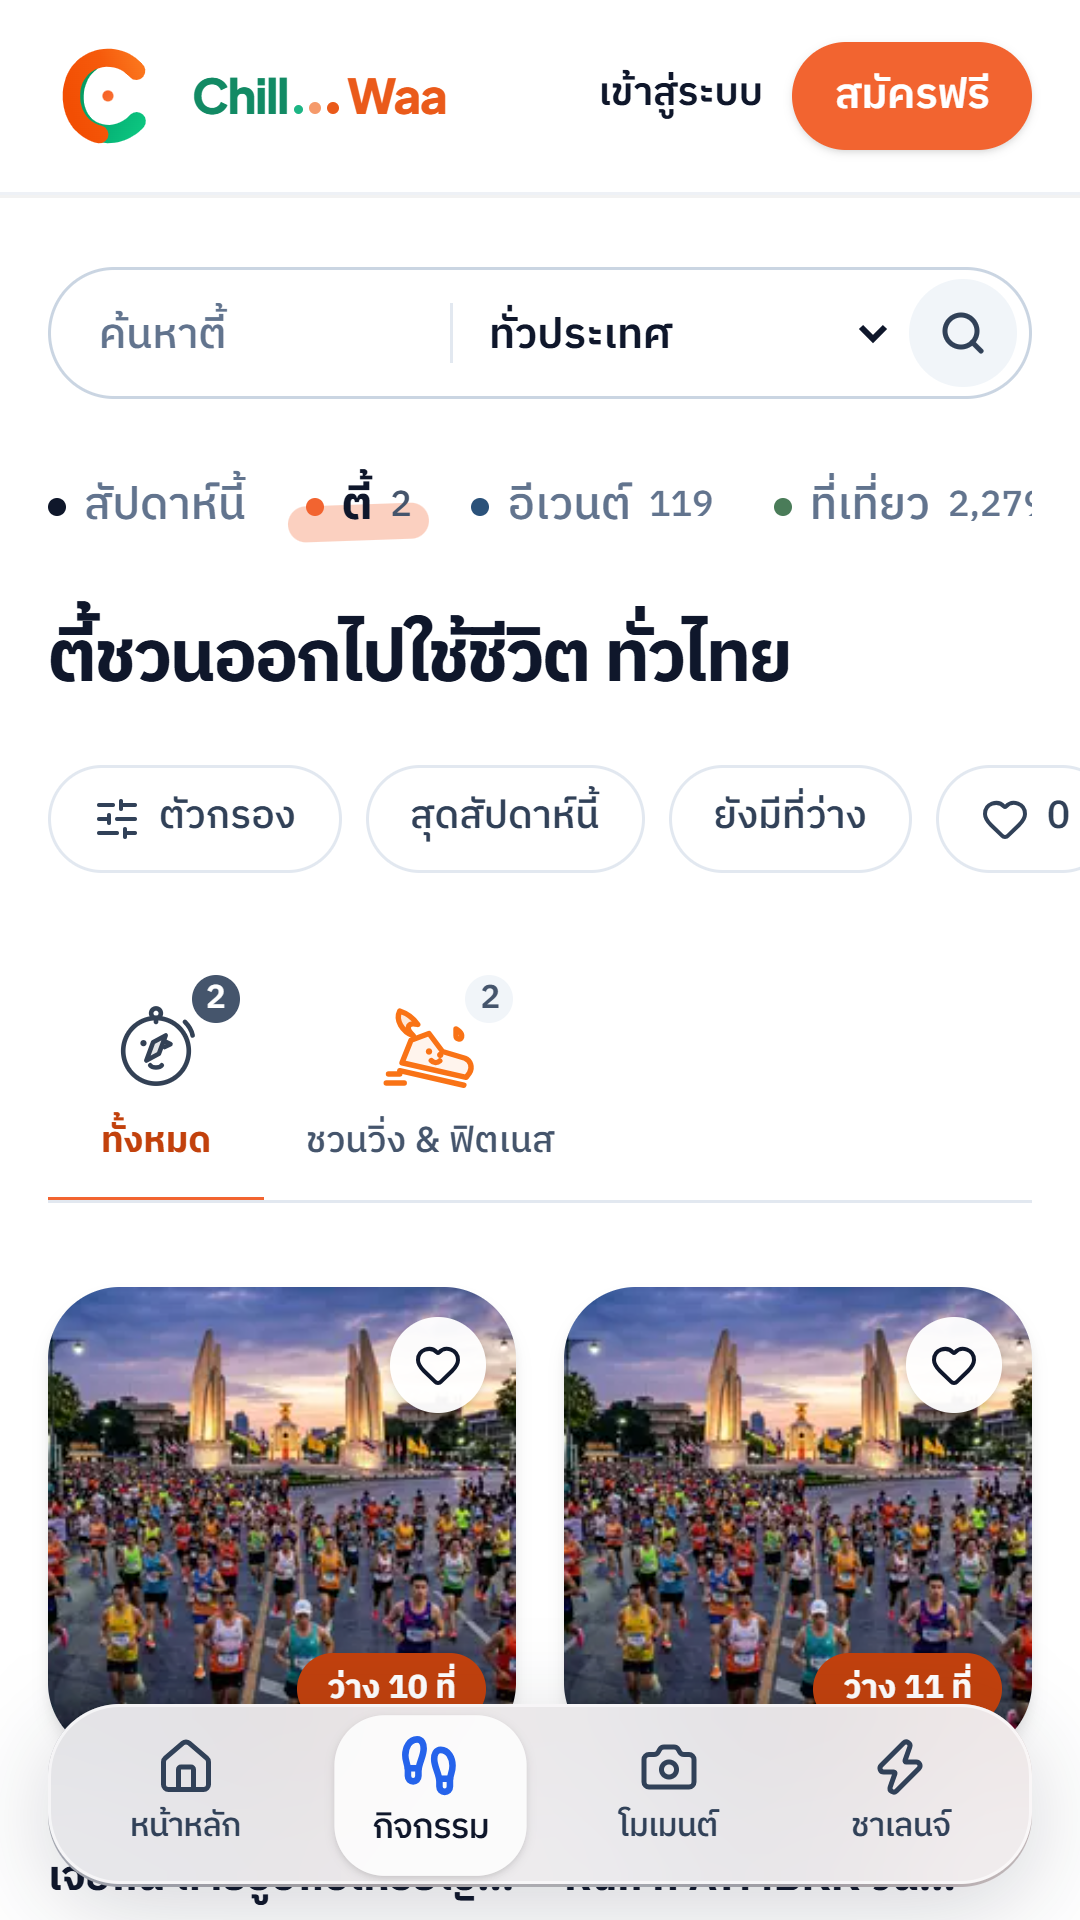 Chill...Waa
เข้าสู่ระบบ
สมัครฟรี
ค้นหาตี้
ทั่วประเทศ
สัปดาห์นี้
ตี้ 2
อีเวนต์ 119
ที่เที่ยว 2,279
ตี้ชวนออกไปใช้ชีวิต ทั่วไทย
ตัวกรอง
สุดสัปดาห์นี้
ยังมีที่ว่าง
0
2
2
ทั้งหมด
ชวนวิ่ง & ฟิตเนส
ว่าง 10 ที่
ว่าง 11 ที่
หน้าหลัก
กิจกรรม
โมเมนต์
ชาเลนจ์